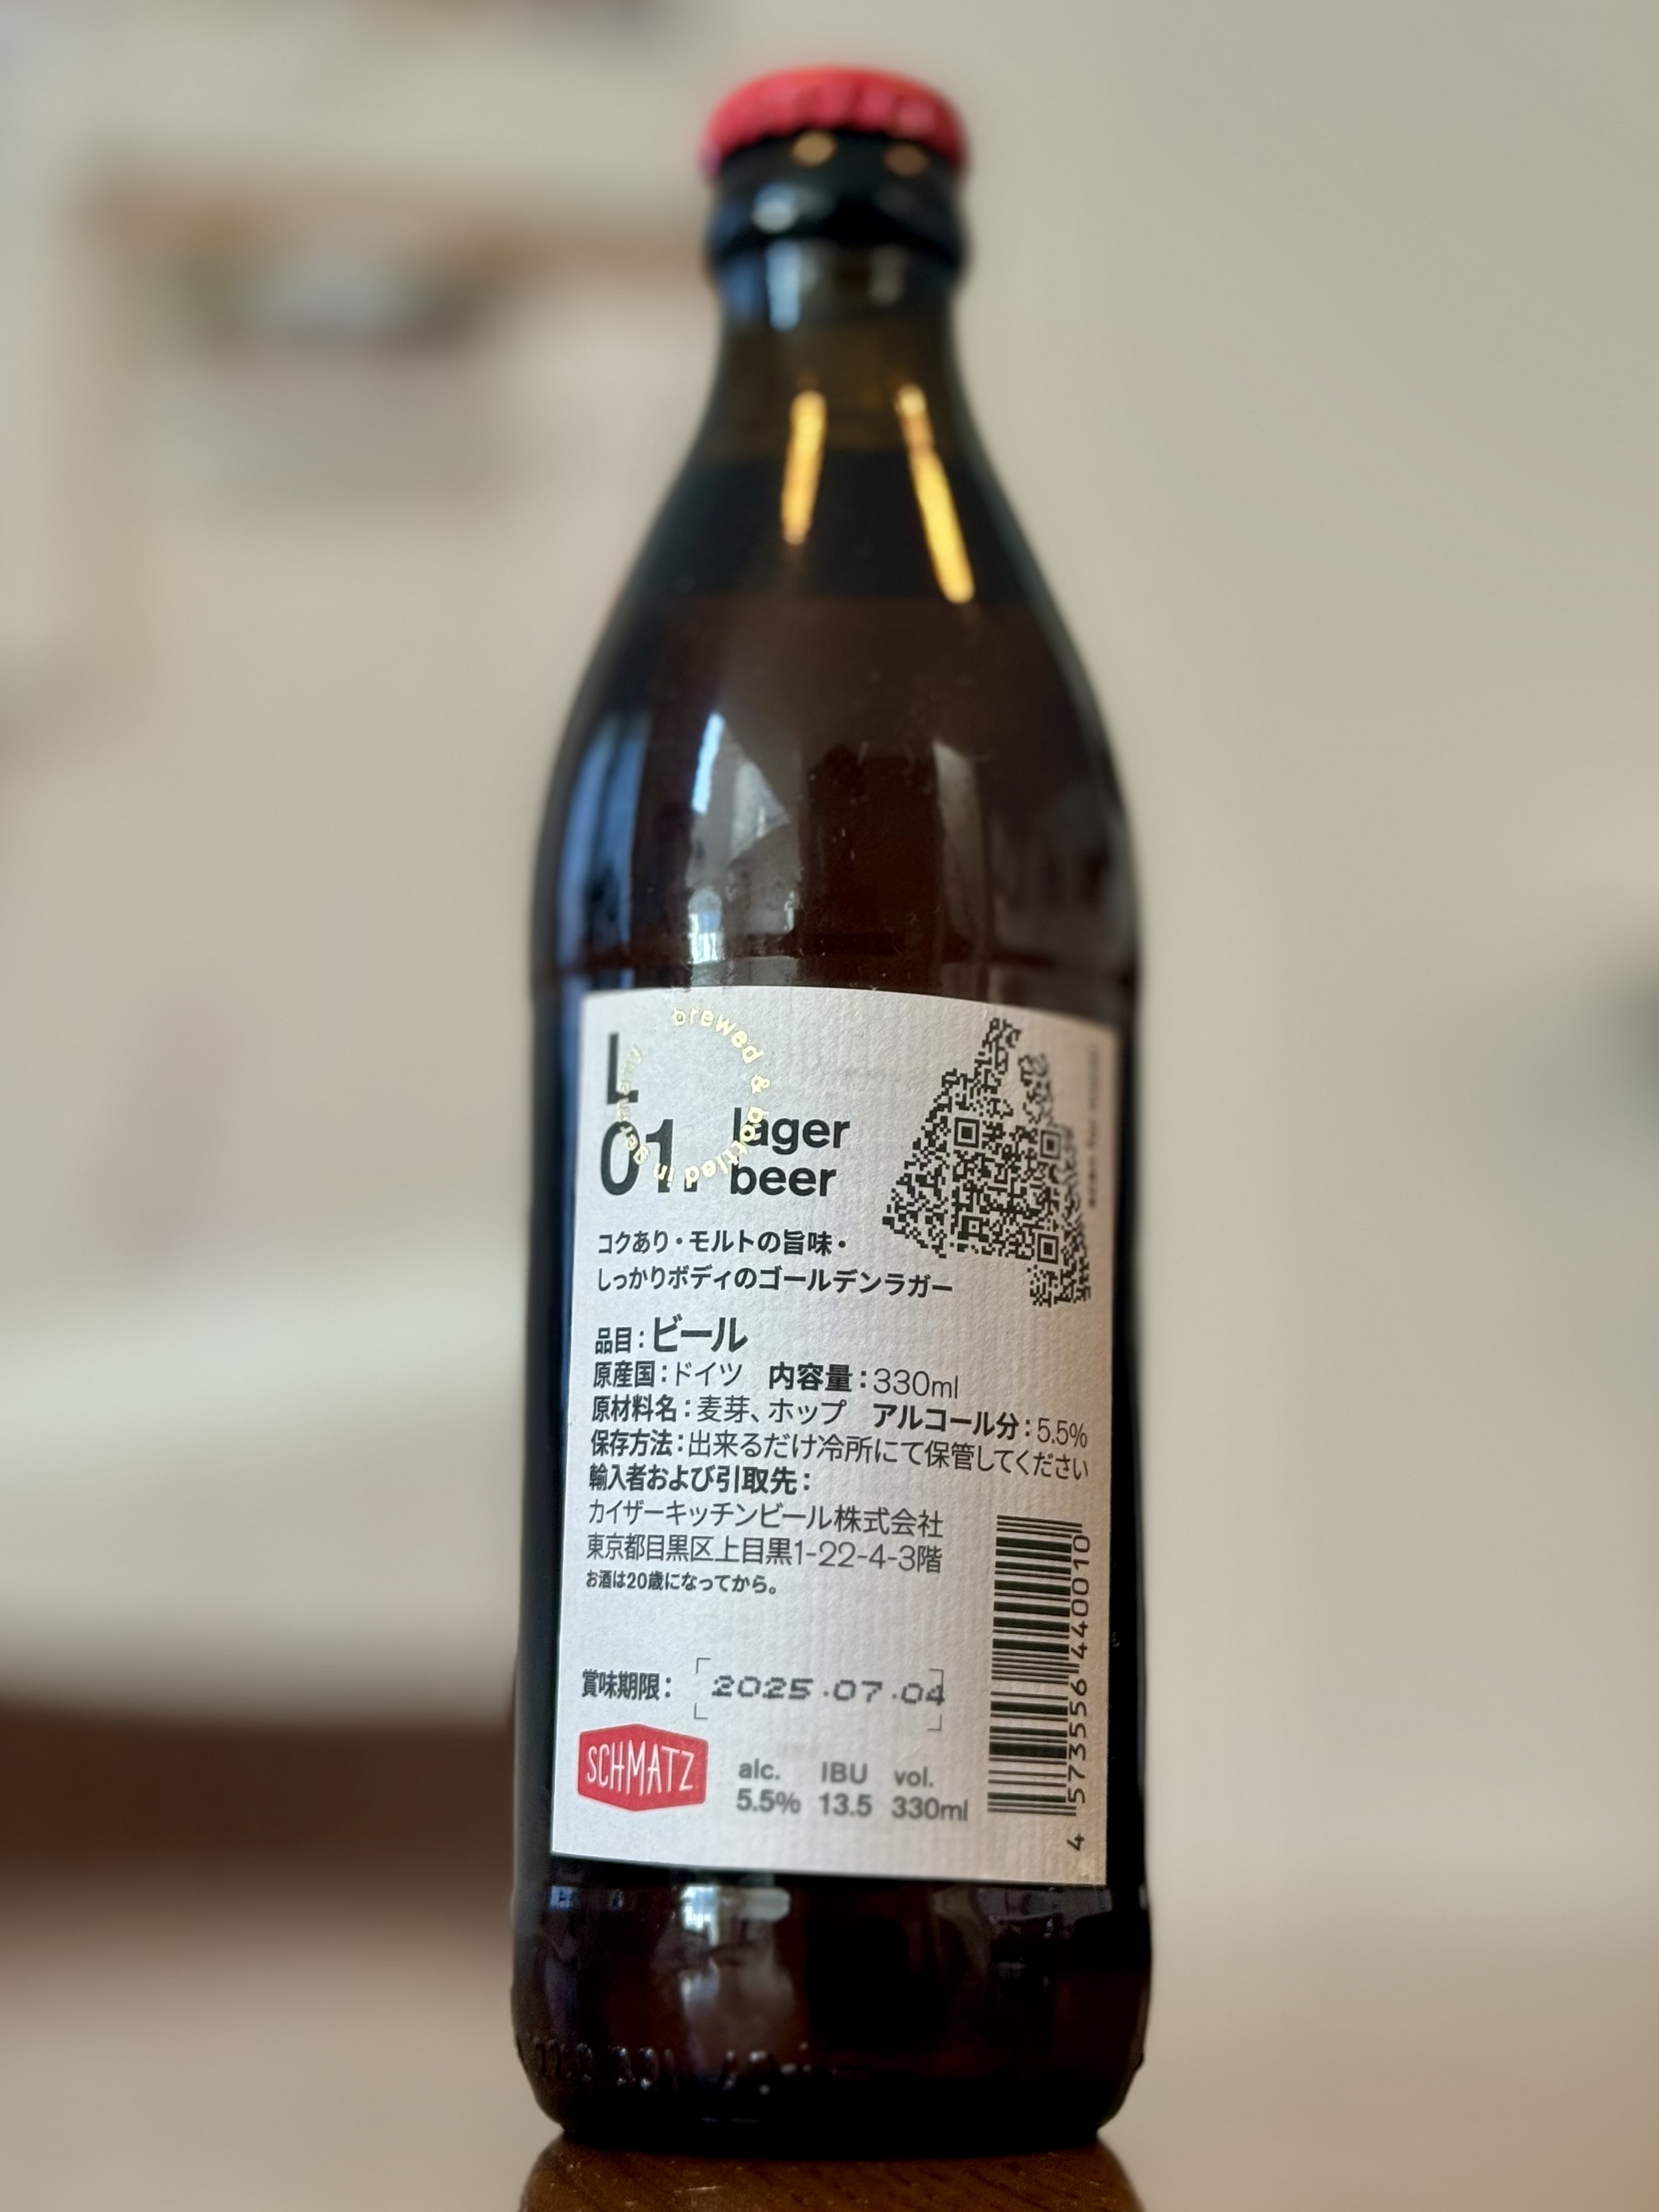 L
01.
lager
beer
brewed & bottled in germany
コクあり・モルトの旨味・
しっかりボディのゴールデンラガー
品目：ビール
原産国：ドイツ 内容量：330ml
原材料名：麦芽、ホップ アルコール分：5.5%
保存方法：出来るだけ冷所にて保管してください
輸入者および引取先：
カイザーキッチンビール株式会社
東京都目黒区上目黒1-22-4-3階
お酒は20歳になってから。
賞味期限： 2025.07.04
SCHMATZ
alc. IBU vol.
5.5% 13.5 330ml
4 573556 440010